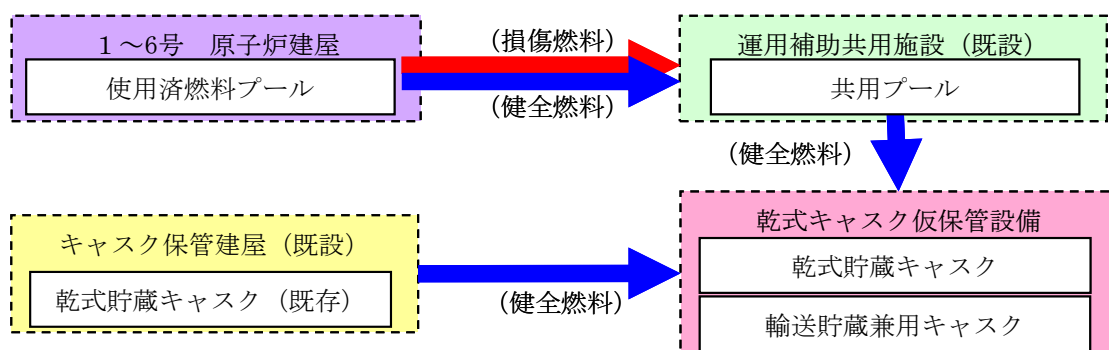 １～6号　原子炉建屋
使用済燃料プール
（損傷燃料）
（健全燃料）
運用補助共用施設（既設）
共用プール
（健全燃料）
キャスク保管建屋（既設）
乾式貯蔵キャスク（既存）
（健全燃料）
乾式キャスク仮保管設備
乾式貯蔵キャスク
輸送貯蔵兼用キャスク